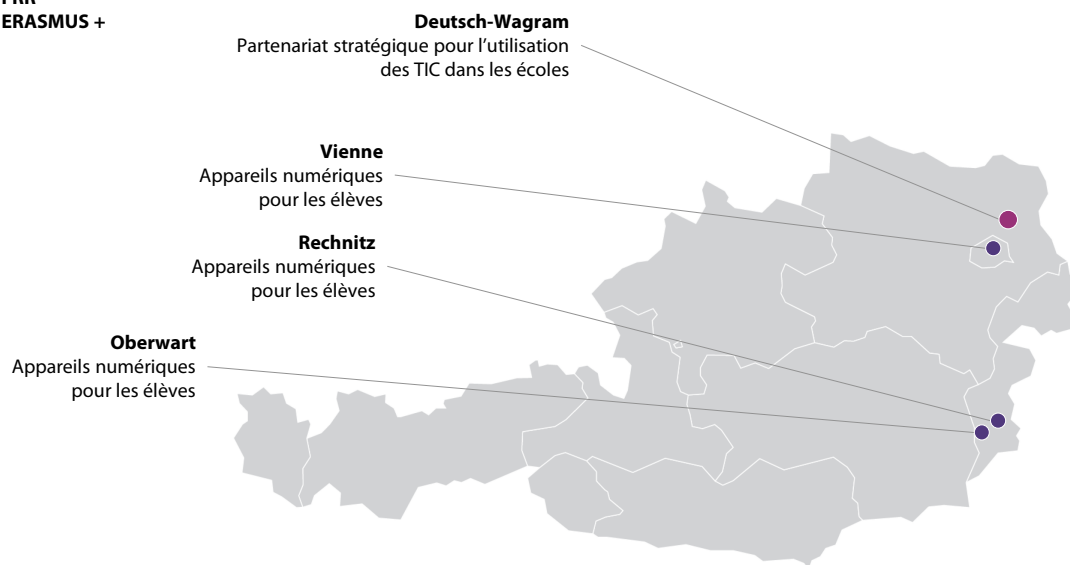 ERASMUS +
Deutsch-Wagram
Partenariat stratégique pour l’utilisation
des TIC dans les écoles
Vienne
Appareils numériques
pour les élèves
Rechnitz
Appareils numériques
pour les élèves
Oberwart
Appareils numériques
pour les élèves